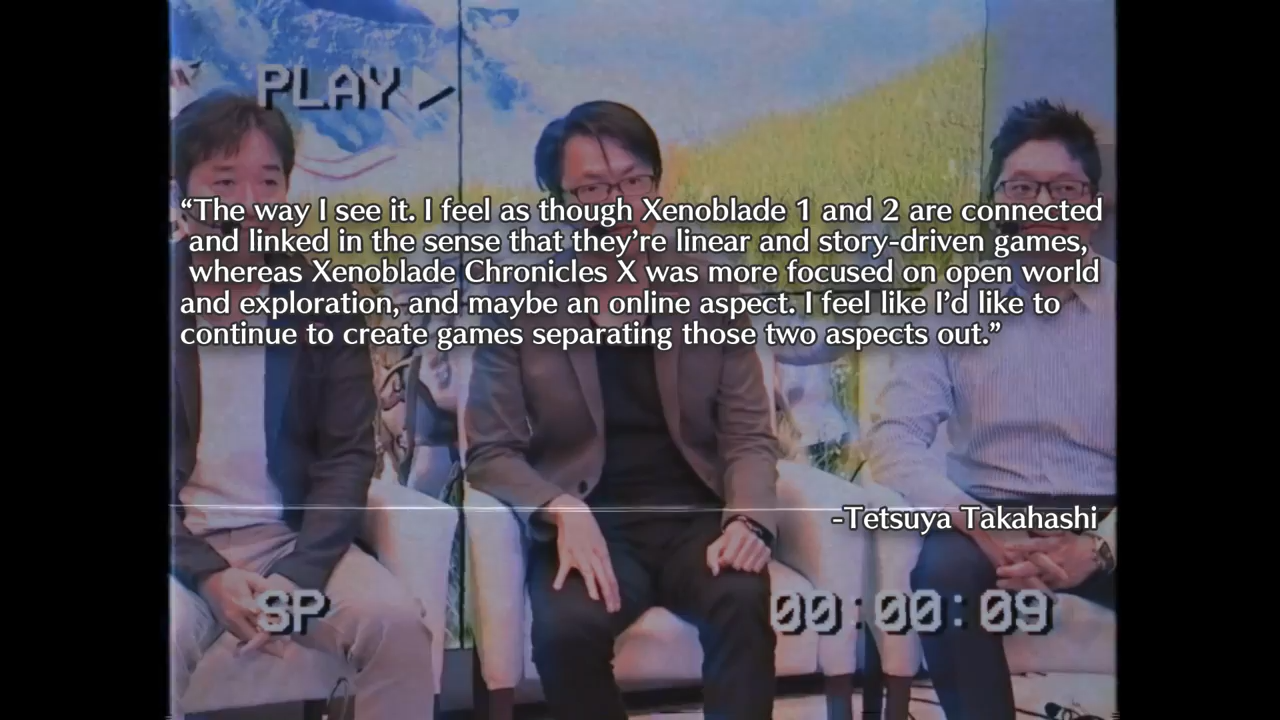 PLAY
“The way I see it. I feel as though Xenoblade 1 and 2 are connected
and linked in the sense that they’re linear and story-driven games,
whereas Xenoblade Chronicles X was more focused on open world
and exploration, and maybe an online aspect. I feel like I’d like to
continue to create games separating those two aspects out.”
-Tetsuya Takahashi
SP 00:00:09